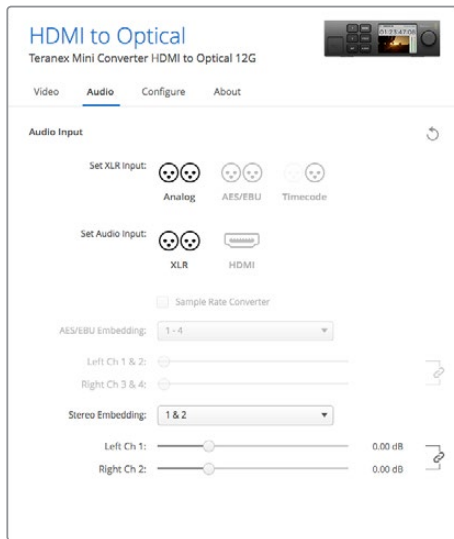 HDMI to Optical
Teranex Mini Converter HDMI to Optical 12G
01:23:47:06
Video Audio Configure About
Audio Input
Set XLR Input:
Analog AES/EBU Timecode
Set Audio Input:
XLR HDMI
Sample Rate Converter
AES/EBU Embedding: 1 - 4
Left Ch 1 & 2:
Right Ch 3 & 4:
Stereo Embedding: 1 & 2
Left Ch 1: 0.00 dB
Right Ch 2: 0.00 dB